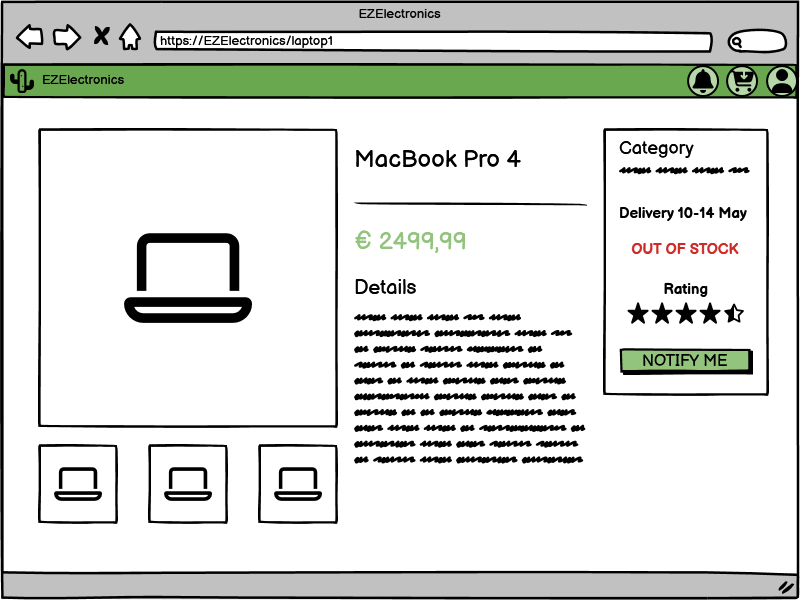 EZElectronics
https://EZElectronics/laptop1
EZElectronics
MacBook Pro 4
€ 2499,99
Details
Category
Delivery 10-14 May
OUT OF STOCK
Rating
NOTIFY ME